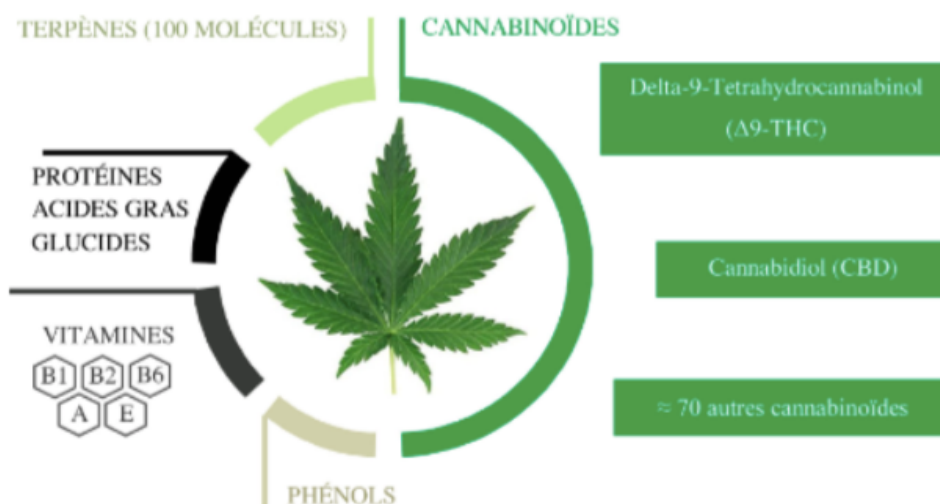 TERPÈNES (100 MOLÉCULES)
CANNABINOÏDES
Delta-9-Tetrahydrocannabinol
(Δ9-THC)
PROTÉINES
ACIDES GRAS
GLUCIDES
Cannabidiol (CBD)
VITAMINES
B1 B2 B6
A E
≈ 70 autres cannabinoïdes
PHÉNOLS